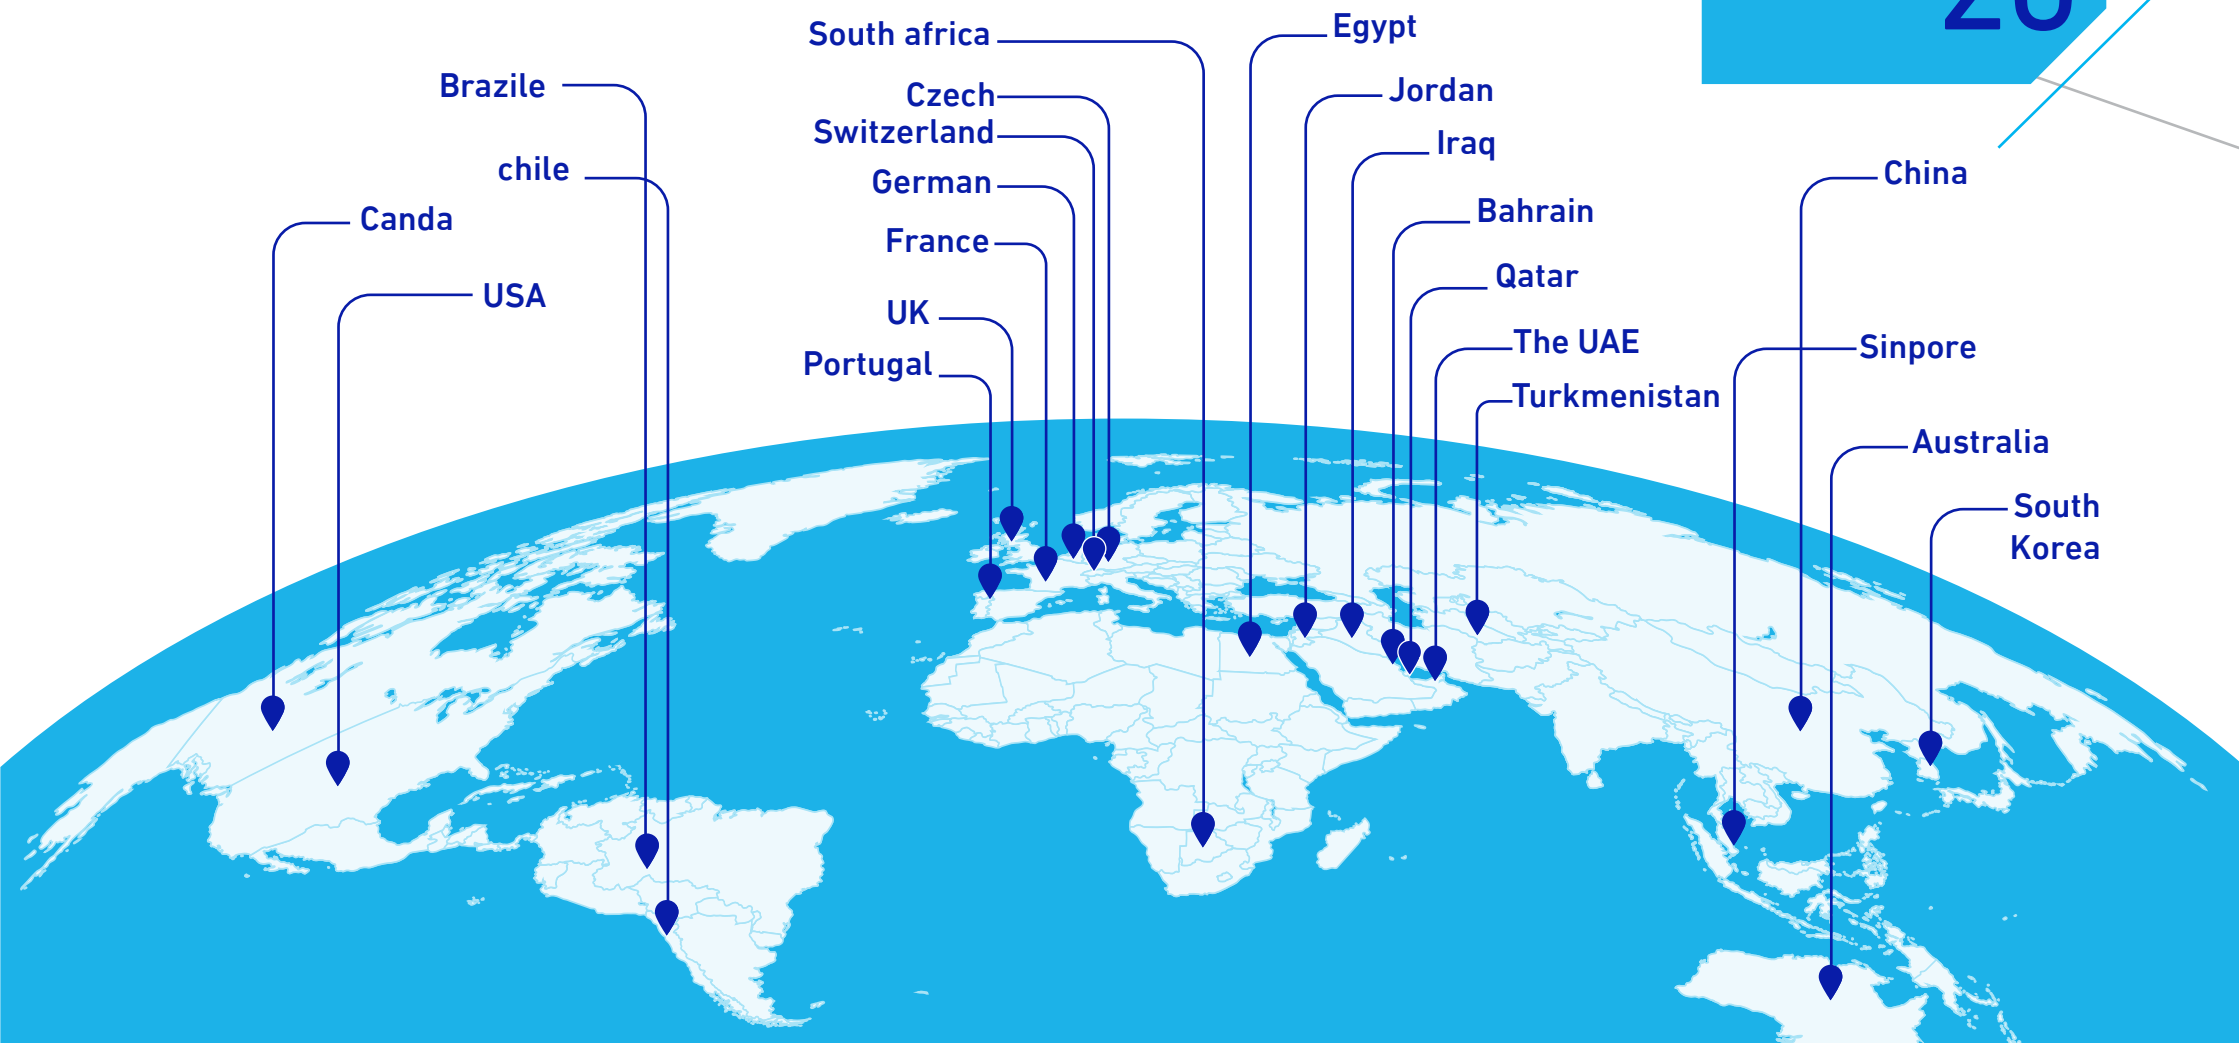 20
South africa
Egypt
Brazile
Czech
Jordan
Switzerland
Iraq
chile
German
China
Canda
France
Bahrain
USA
Qatar
UK
The UAE
Sinpore
Portugal
Turkmenistan
Australia
South
Korea